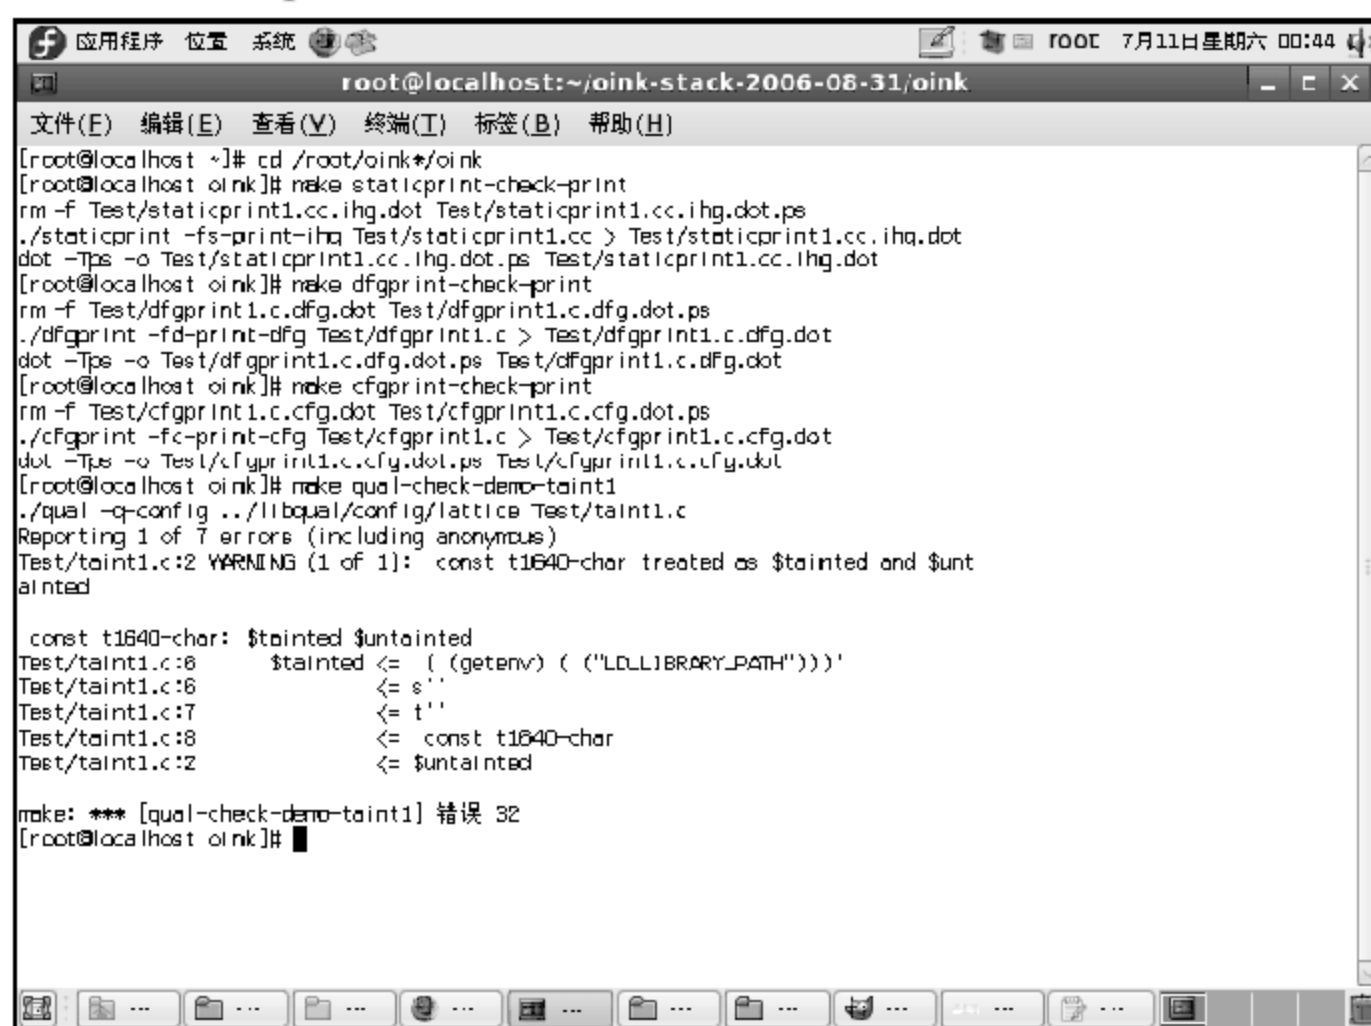 应用程序 位置 系统 root 7月11日星期六 00:44
root@localhost:~/oink-stack-2006-08-31/oink
文件(F) 编辑(E) 查看(V) 终端(T) 标签(B) 帮助(H)
[root@localhost ~]# cd /root/oink*/oink
[root@localhost oink]# make staticprint-check-print
rm -f Test/staticprint1.cc.ihg.dot Test/staticprint1.cc.ihg.dot.ps
./staticprint -fs-print-ihg Test/staticprint1.cc > Test/staticprint1.cc.ihg.dot
dot -Tps -o Test/staticprint1.cc.ihg.dot.ps Test/staticprint1.cc.ihg.dot
[root@localhost oink]# make dfgprint-check-print
rm -f Test/dfgprint1.c.dfg.dot Test/dfgprint1.c.dfg.dot.ps
./dfgprint -fd-print-dfg Test/dfgprint1.c > Test/dfgprint1.c.dfg.dot
dot -Tps -o Test/dfgprint1.c.dfg.dot.ps Test/dfgprint1.c.dfg.dot
[root@localhost oink]# make cfgprint-check-print
rm -f Test/cfgprint1.c.cfg.dot Test/cfgprint1.c.cfg.dot.ps
./cfgprint -fc-print-cfg Test/cfgprint1.c > Test/cfgprint1.c.cfg.dot
dot -Tps -o Test/cfgprint1.c.cfg.dot.ps Test/cfgprint1.c.cfg.dot
[root@localhost oink]# make qual-check-demo-taint1
./qual -q-config ../libqual/config/lattice Test/taint1.c
Reporting 1 of 7 errors (including anonymous)
Test/taint1.c:2 WARNING (1 of 1): const t1640-char treated as $tainted and $unt
ainted
const t1640-char: $tainted $untainted
Test/taint1.c:6 $tainted <= ( (getenv) ( ("LD_LIBRARY_PATH")))'
Test/taint1.c:6 <= s''
Test/taint1.c:7 <= t''
Test/taint1.c:8 <= const t1640-char
Test/taint1.c:2 <= $untainted
make: *** [qual-check-demo-taint1] 错误 32
[root@localhost oink]#
... ... ... ... ... ... ... ... ... ...